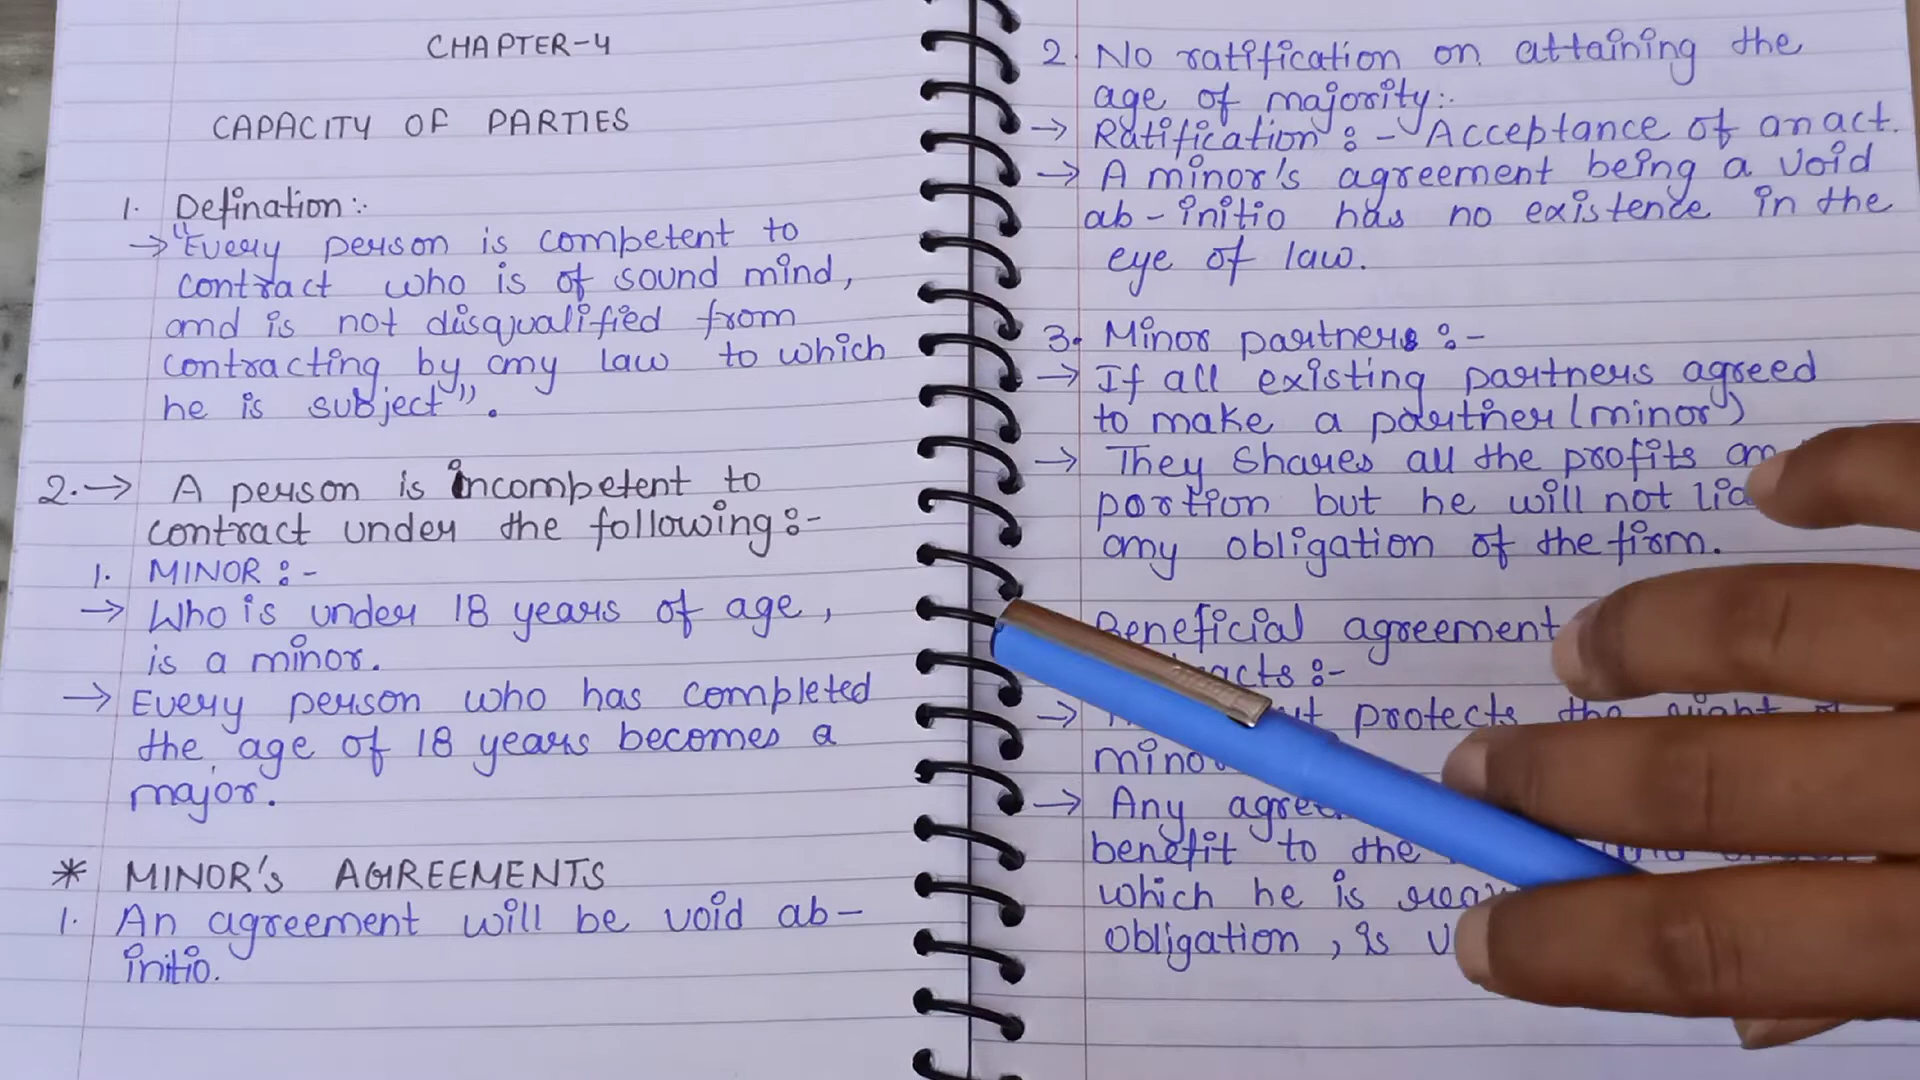 CHAPTER-4
CAPACITY OF PARTIES
1. Defination:-
→ "Every person is competent to
contract who is of sound mind,
and is not disqualified from
contracting by any law to which
he is subject".
2. → A person is incompetent to
contract under the following:-
1. MINOR:-
→ Who is under 18 years of age,
is a minor.
→ Every person who has completed
the age of 18 years becomes a
major.
* MINOR'S AGREEMENTS
1. An agreement will be void ab-
initio.
2. No ratification on attaining the
age of majority:-
→ Ratification:- Acceptance of an act.
→ A minor's agreement being a void
ab-initio has no existence in the
eye of law.
3. Minor partners:-
→ If all existing partners agreed
to make a partner (minor)
→ They shares all the profits
portion but he will not
any obligation of the firm.
Beneficial agreement
:-
→ protects the right
→ Any
benefit to the
which he is
obligation, is